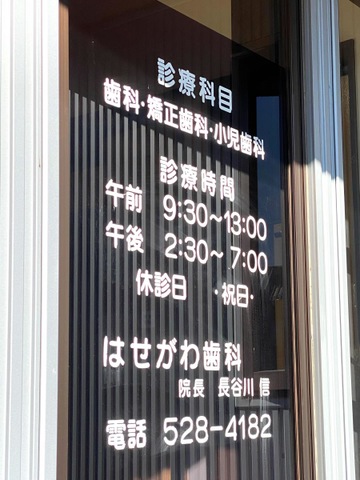 診療科目
歯科・矯正歯科・小児歯科
診療時間
午前 9:30～13:00
午後 2:30～7:00
休診日 ・祝日・
はせがわ歯科
院長 長谷川 信
電話 528-4182